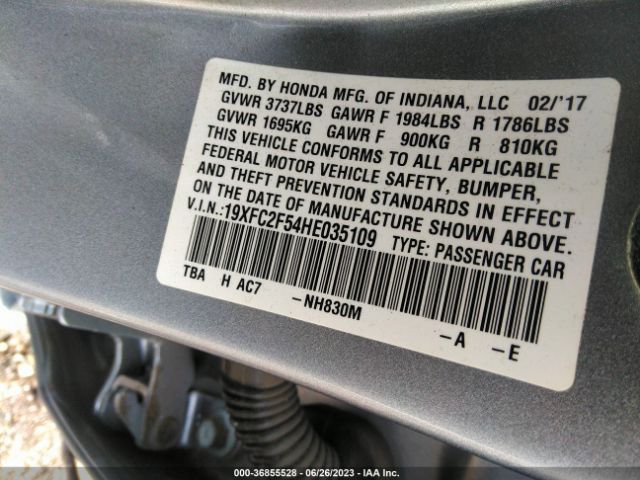 MFD. BY HONDA MFG. OF INDIANA, LLC 02/'17
GVWR 3737LBS GAWR F 1984LBS R 1786LBS
GVWR 1695KG GAWR F 900KG R 810KG
THIS VEHICLE CONFORMS TO ALL APPLICABLE
FEDERAL MOTOR VEHICLE SAFETY, BUMPER,
AND THEFT PREVENTION STANDARDS IN EFFECT
ON THE DATE OF MANUFACTURE SHOWN ABOVE.
V.I.N.:19XFC2F54HE035109 TYPE: PASSENGER CAR
TBA H AC7 -NH830M -A -E
000-36855528 - 06/26/2023 - IAA Inc.